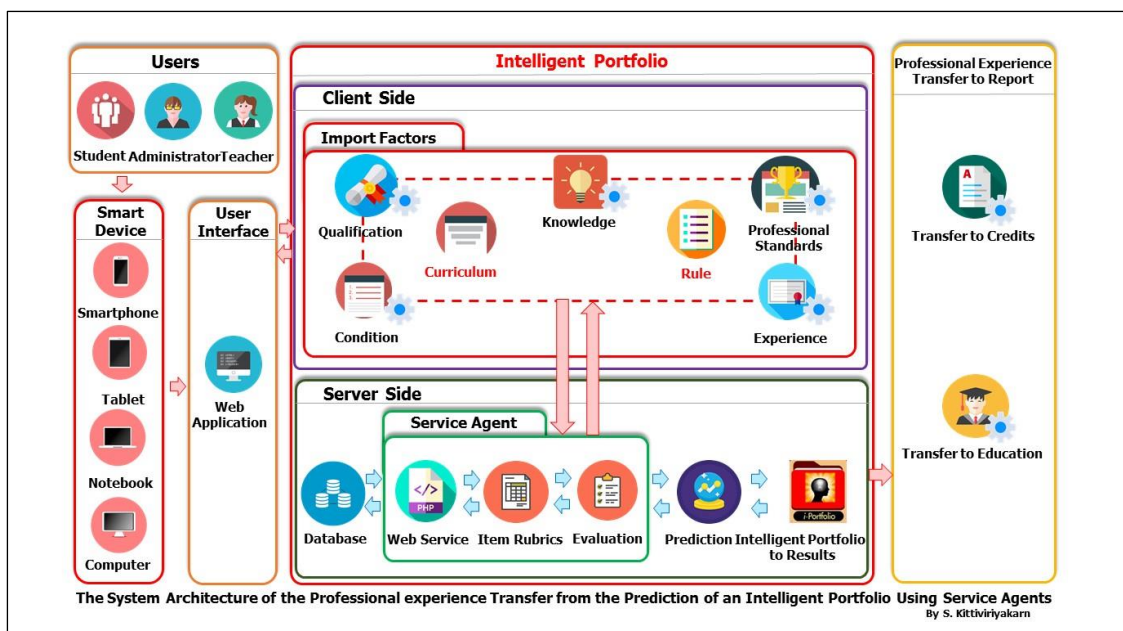 Users
Student
Administrator
Teacher
Smart
Device
Smartphone
Tablet
Notebook
Computer
User
Interface
Web
Application
Intelligent Portfolio
Client Side
Import Factors
Qualification
Knowledge
Professional
Standards
Curriculum
Rule
Condition
Experience
Server Side
Service Agent
Database
</>
PHP
Web Service
Item Rubrics
Evaluation
Prediction
i-Portfolio
Intelligent Portfolio
to Results
Professional Experience
Transfer to Report
A
Transfer to Credits
Transfer to Education
The System Architecture of the Professional experience Transfer from the Prediction of an Intelligent Portfolio Using Service Agents
By S. Kittiviriyakarn